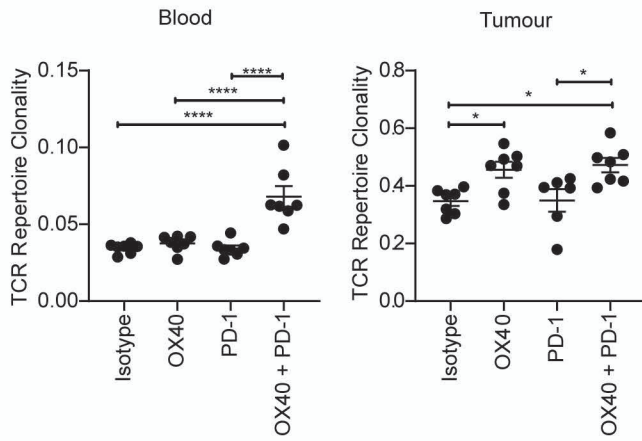 Blood
TCR Repertoire Clonality
0.15
0.10
0.05
0.00
****
****
****
Isotype
OX40
PD-1
OX40 + PD-1
Tumour
TCR Repertoire Clonality
0.8
0.6
0.4
0.2
0.0
*
*
*
Isotype
OX40
PD-1
OX40 + PD-1